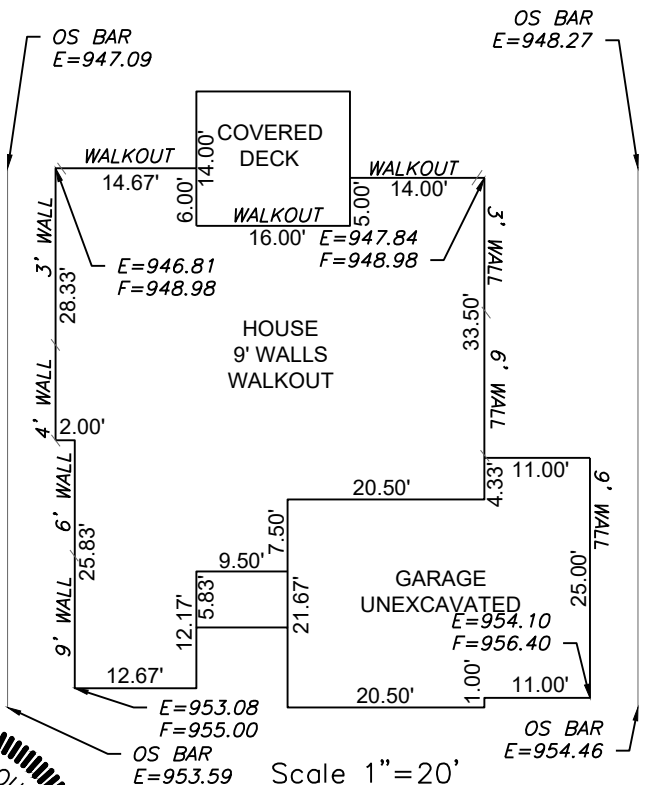 OS BAR
E=947.09
OS BAR
E=948.27
COVERED
DECK
14.00'
WALKOUT
14.67'
6.00'
WALKOUT
16.00'
5.00'
WALKOUT
14.00'
E=946.81
F=948.98
E=947.84
F=948.98
3' WALL
28.33'
3' WALL
33.50'
HOUSE
9' WALLS
WALKOUT
4' WALL
2.00'
6' WALL
6' WALL
25.83'
9' WALL
20.50'
4.33'
11.00'
9' WALL
7.50'
9.50'
5.83'
12.17'
21.67'
GARAGE
UNEXCAVATED
25.00'
E=954.10
F=956.40
12.67'
20.50'
1.00'
11.00'
E=953.08
F=955.00
OS BAR
E=953.59
Scale 1"=20'
OS BAR
E=954.46